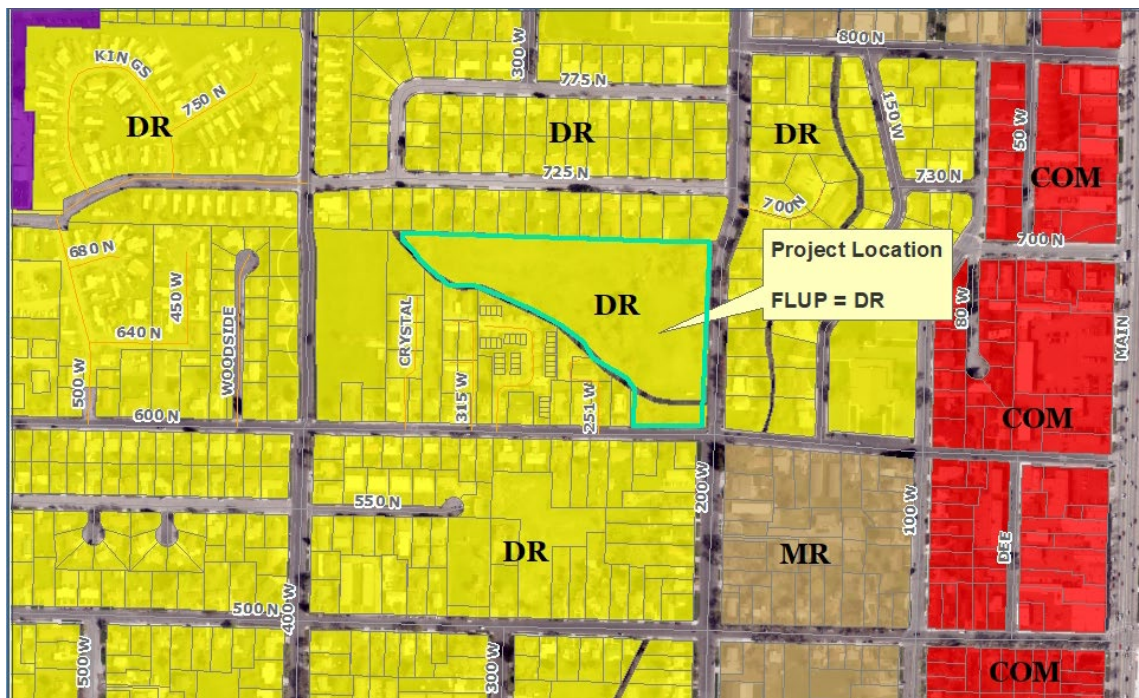 800 N
KINGS
300 W
775 N
750 N
150 W
50 W
DR
DR
DR
COM
725 N
730 N
700 N
700 N
680 N
Project Location
FLUP = DR
DR
450 W
640 N
WOODSIDE
CRYSTAL
80 W
MAIN
500 W
315 W
251 W
600 N
COM
200 W
100 W
550 N
DR
MR
DEE
500 N
400 W
500 W
300 W
COM